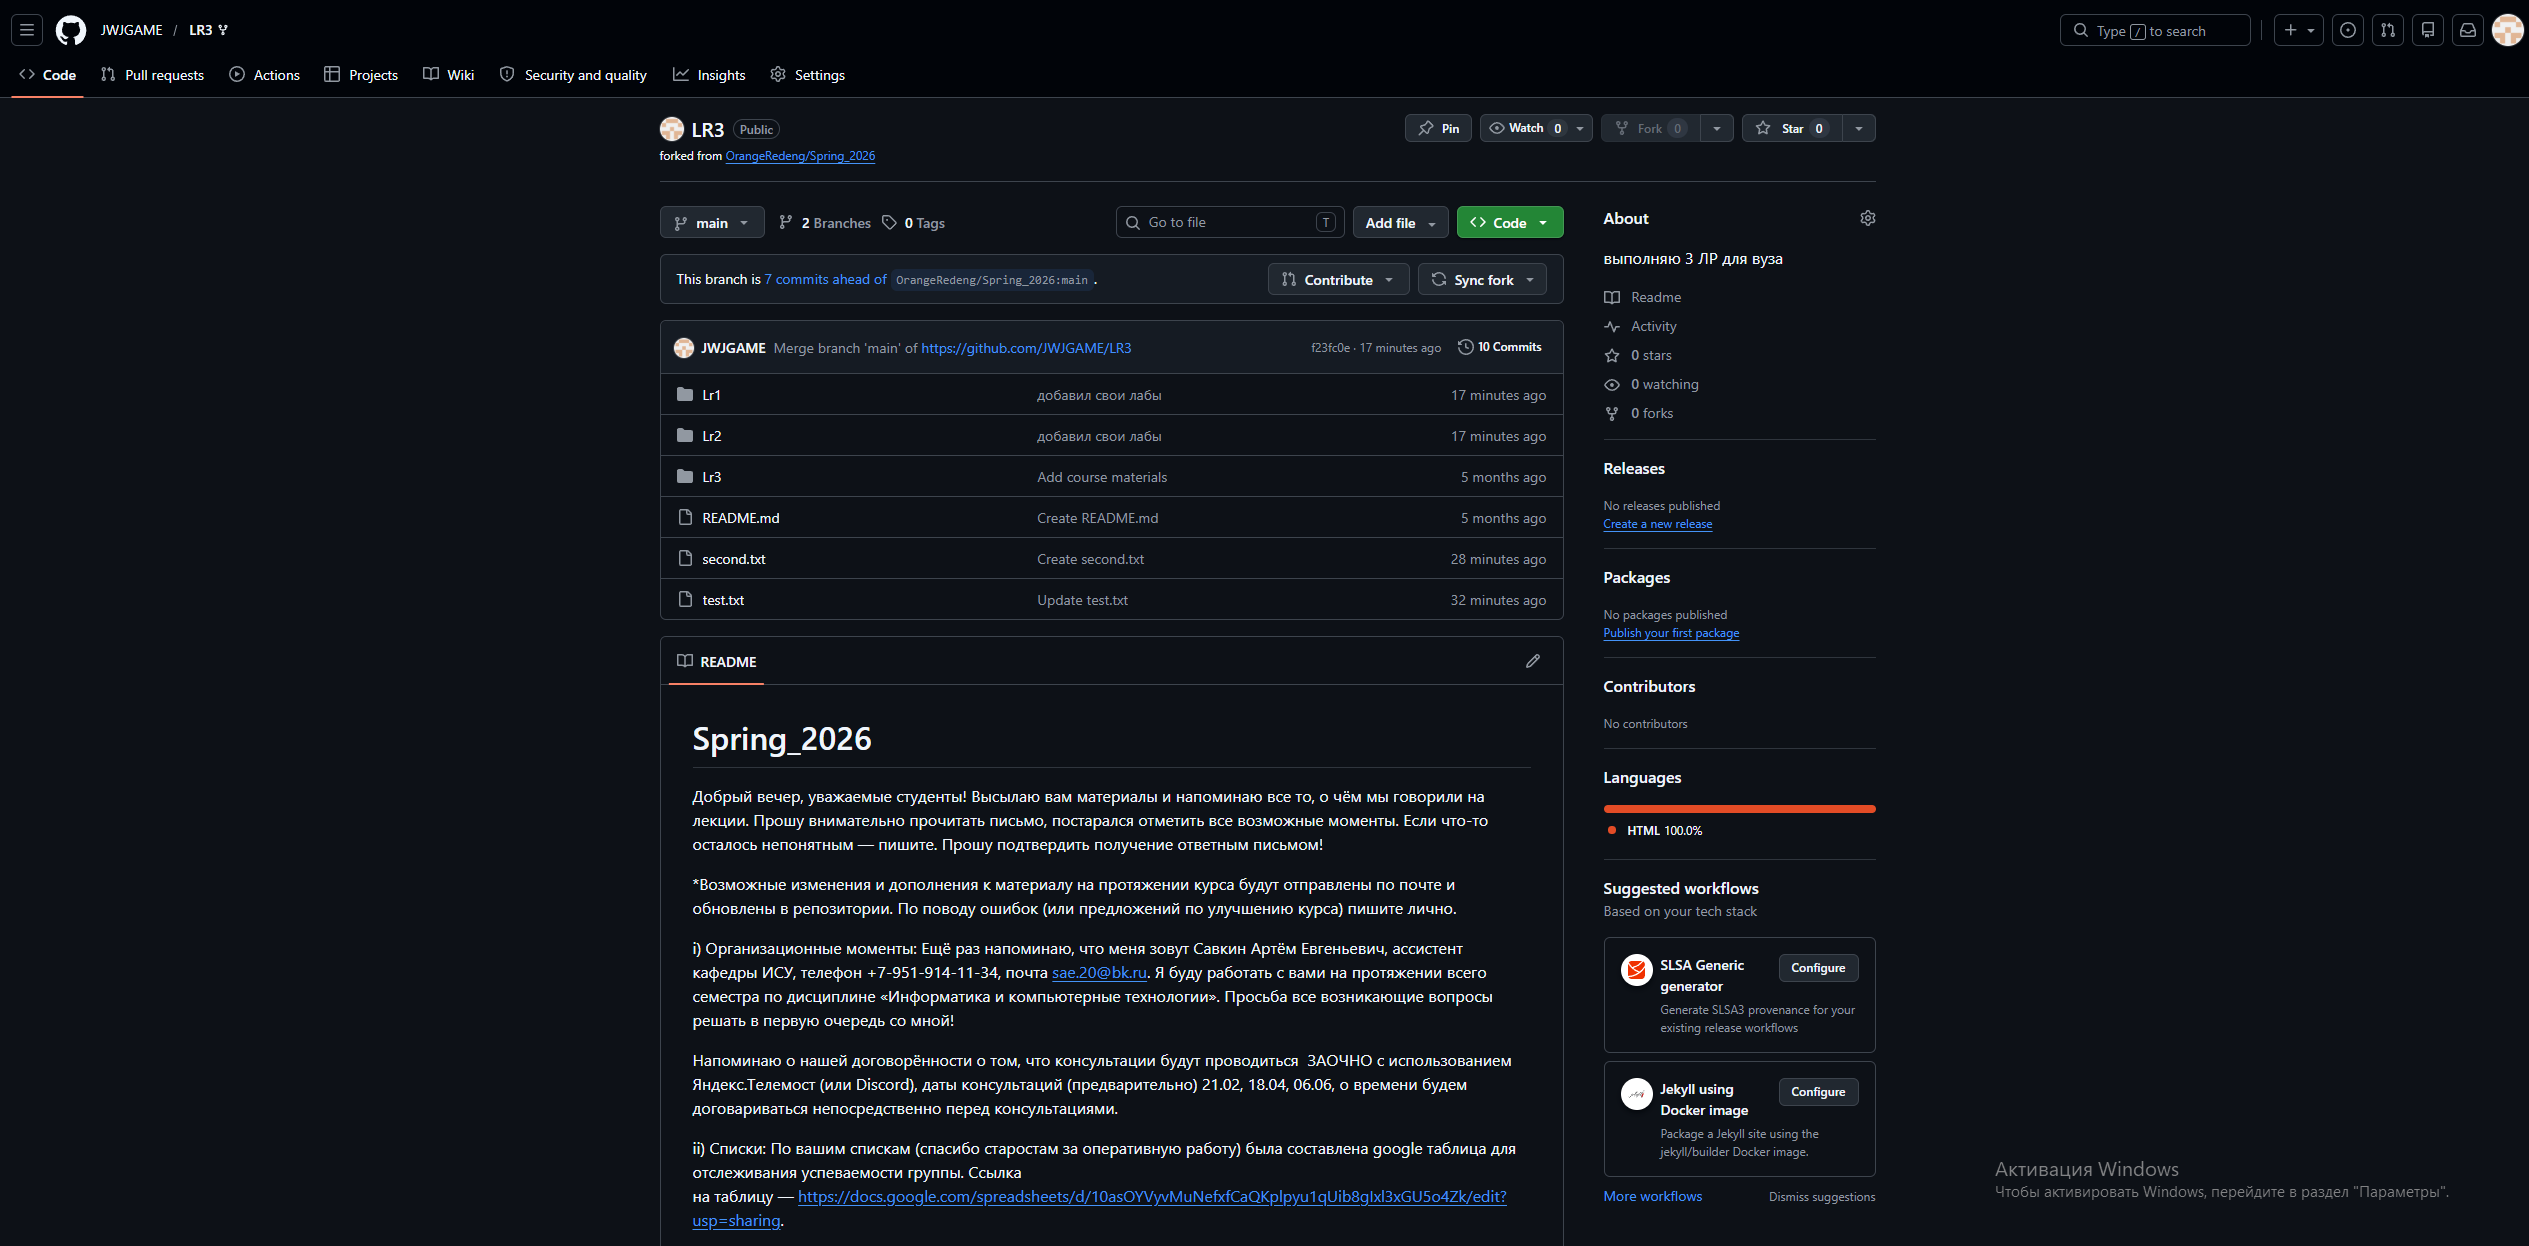 JWJGAME / LR3
Type / to search
Code
Pull requests
Actions
Projects
Wiki
Security and quality
Insights
Settings
LR3 Public
forked from OrangeRedeng/Spring_2026
Pin
Watch 0
Fork 0
Star 0
main
2 Branches
0 Tags
Go to file T
Add file
Code
This branch is 7 commits ahead of OrangeRedeng/Spring_2026:main .
Contribute
Sync fork
JWJGAME Merge branch 'main' of https://github.com/JWJGAME/LR3 f23fc0e · 17 minutes ago 10 Commits
Lr1 добавил свои лабы 17 minutes ago
Lr2 добавил свои лабы 17 minutes ago
Lr3 Add course materials 5 months ago
README.md Create README.md 5 months ago
second.txt Create second.txt 28 minutes ago
test.txt Update test.txt 32 minutes ago
README
Spring_2026
Добрый вечер, уважаемые студенты! Высылаю вам материалы и напоминаю все то, о чём мы говорили на
лекции. Прошу внимательно прочитать письмо, постарался отметить все возможные моменты. Если что-то
осталось непонятным — пишите. Прошу подтвердить получение ответным письмом!
*Возможные изменения и дополнения к материалу на протяжении курса будут отправлены по почте и
обновлены в репозитории. По поводу ошибок (или предложений по улучшению курса) пишите лично.
i) Организационные моменты: Ещё раз напоминаю, что меня зовут Савкин Артём Евгеньевич, ассистент
кафедры ИСУ, телефон +7-951-914-11-34, почта sae.20@bk.ru. Я буду работать с вами на протяжении всего
семестра по дисциплине «Информатика и компьютерные технологии». Просьба все возникающие вопросы
решать в первую очередь со мной!
Напоминаю о нашей договорённости о том, что консультации будут проводиться ЗАОЧНО с использованием
Яндекс.Телемост (или Discord), даты консультаций (предварительно) 21.02, 18.04, 06.06, о времени будем
договариваться непосредственно перед консультациями.
ii) Списки: По вашим спискам (спасибо старостам за оперативную работу) была составлена google таблица для
отслеживания успеваемости группы. Ссылка
на таблицу — https://docs.google.com/spreadsheets/d/10asOYVyvMuNefxfCaQKplpyu1qUib8gIxl3xGU5o4Zk/edit?
usp=sharing.
About
выполняю 3 ЛР для вуза
Readme
Activity
0 stars
0 watching
0 forks
Releases
No releases published
Create a new release
Packages
No packages published
Publish your first package
Contributors
No contributors
Languages
HTML 100.0%
Suggested workflows
Based on your tech stack
SLSA Generic
generator
Configure
Generate SLSA3 provenance for your
existing release workflows
Jekyll using
Docker image
Configure
Package a Jekyll site using the
jekyll/builder Docker image.
More workflows
Dismiss suggestions
Активация Windows
Чтобы активировать Windows, перейдите в раздел "Параметры".